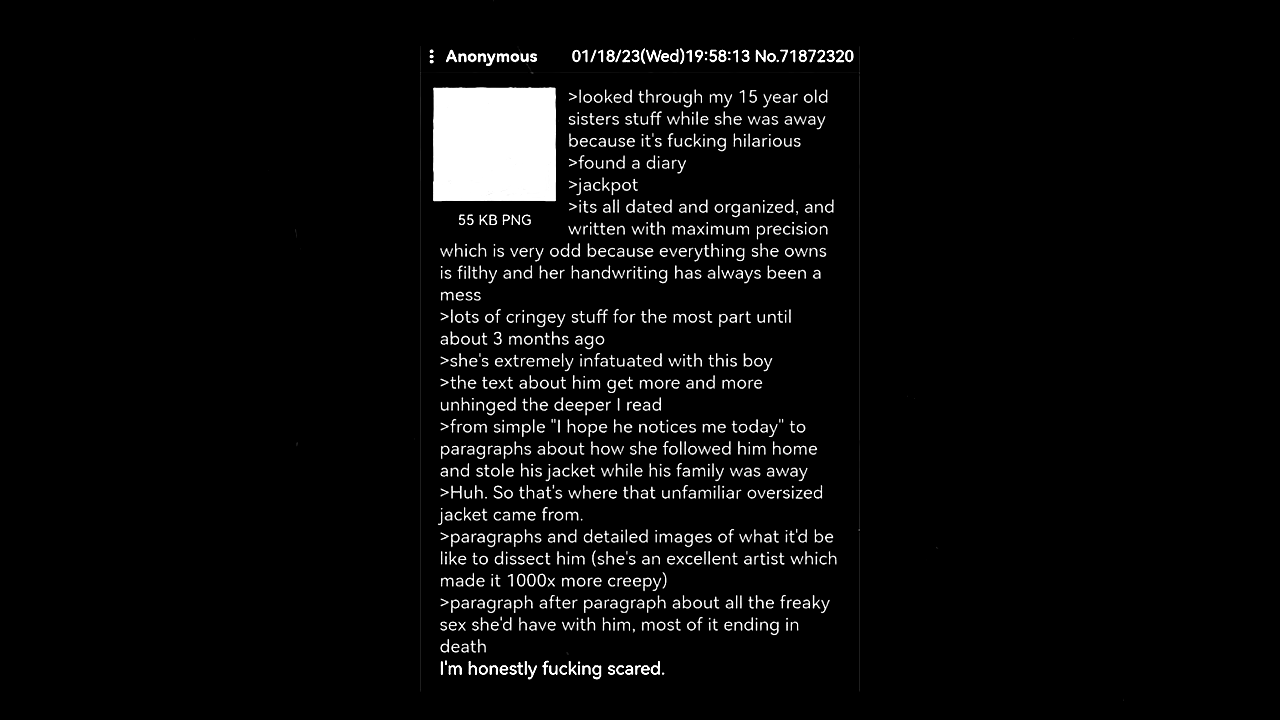 Anonymous 01/18/23(Wed)19:58:13 No.71872320
>looked through my 15 year old
sisters stuff while she was away
because it's fucking hilarious
>found a diary
>jackpot
>its all dated and organized, and
written with maximum precision
55 KB PNG
which is very odd because everything she owns
is filthy and her handwriting has always been a
mess
>lots of cringey stuff for the most part until
about 3 months ago
>she's extremely infatuated with this boy
>the text about him get more and more
unhinged the deeper I read
>from simple "I hope he notices me today" to
paragraphs about how she followed him home
and stole his jacket while his family was away
>Huh. So that's where that unfamiliar oversized
jacket came from.
>paragraphs and detailed images of what it'd be
like to dissect him (she's an excellent artist which
made it 1000x more creepy)
>paragraph after paragraph about all the freaky
sex she'd have with him, most of it ending in
death
I'm honestly fucking scared.